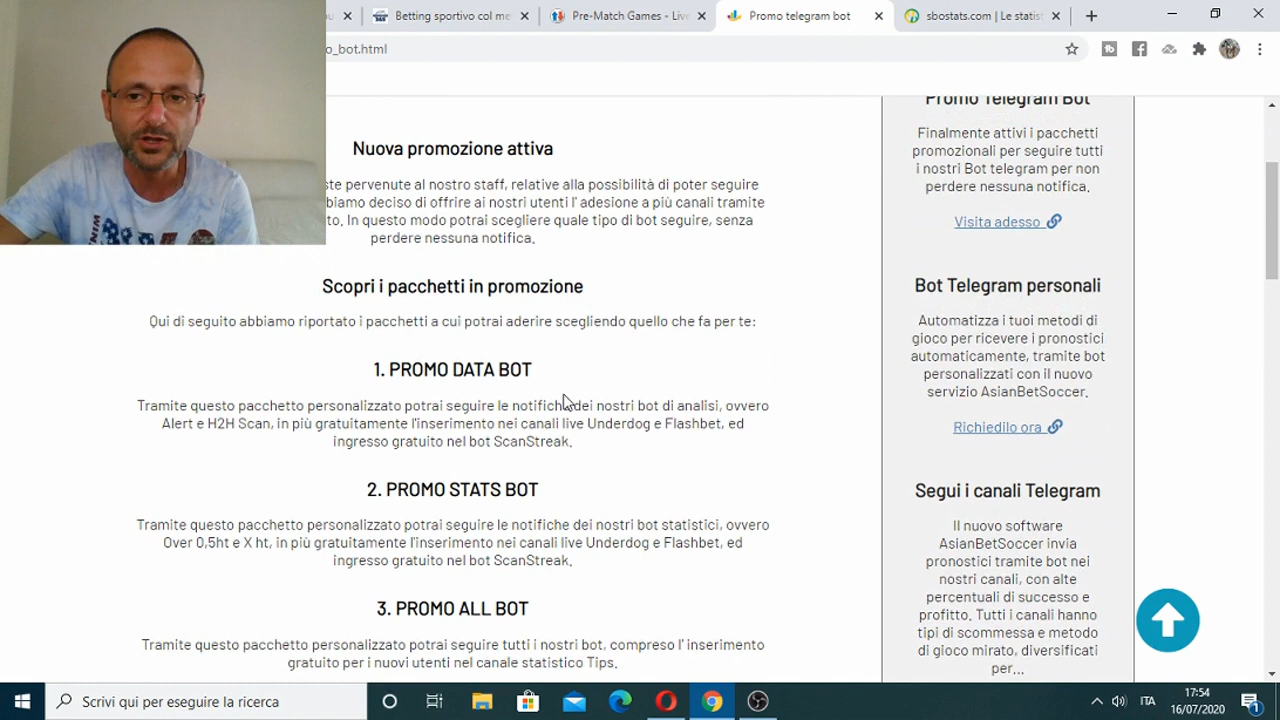 Betting sportivo col me
Pre-Match Games - Live
Promo telegram bot
sbostats.com | Le statist
o_bot.html
Nuova promozione attiva
ste pervenute al nostro staff, relative alla possibilità di poter seguire
bbiamo deciso di offrire ai nostri utenti l' adesione a più canali tramite
to. In questo modo potrai scegliere quale tipo di bot seguire, senza
perdere nessuna notifica.
Scopri i pacchetti in promozione
Qui di seguito abbiamo riportato i pacchetti a cui potrai aderire scegliendo quello che fa per te:
1. PROMO DATA BOT
Tramite questo pacchetto personalizzato potrai seguire le notifiche dei nostri bot di analisi, ovvero
Alert e H2H Scan, in più gratuitamente l'inserimento nei canali live Underdog e Flashbet, ed
ingresso gratuito nel bot ScanStreak.
2. PROMO STATS BOT
Tramite questo pacchetto personalizzato potrai seguire le notifiche dei nostri bot statistici, ovvero
Over 0,5ht e X ht, in più gratuitamente l'inserimento nei canali live Underdog e Flashbet, ed
ingresso gratuito nel bot ScanStreak.
3. PROMO ALL BOT
Tramite questo pacchetto personalizzato potrai seguire tutti i nostri bot, compreso l' inserimento
gratuito per i nuovi utenti nel canale statistico Tips.
Promo Telegram Bot
Finalmente attivi i pacchetti
promozionali per seguire tutti
i nostri Bot telegram per non
perdere nessuna notifica.
Visita adesso
Bot Telegram personali
Automatizza i tuoi metodi di
gioco per ricevere i pronostici
automaticamente, tramite bot
personalizzati con il nuovo
servizio AsianBetSoccer.
Richiedilo ora
Segui i canali Telegram
Il nuovo software
AsianBetSoccer invia
pronostici tramite bot nei
nostri canali, con alte
percentuali di successo e
profitto. Tutti i canali hanno
tipi di scommessa e metodo
di gioco mirato, diversificati
per...
Scrivi qui per eseguire la ricerca
ITA
17:54
16/07/2020